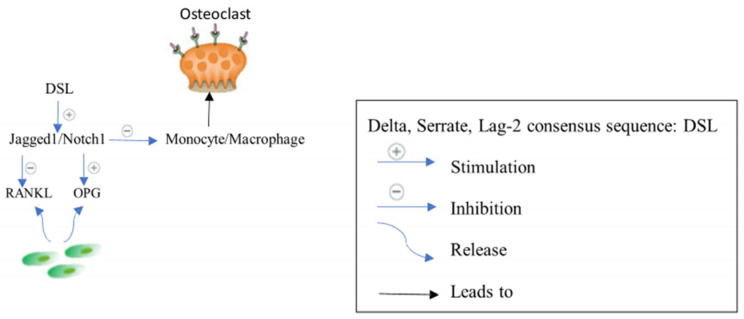 Osteoclast
DSL
+
Jagged1/Notch1
−
Monocyte/Macrophage
−
+
RANKL
OPG
Delta, Serrate, Lag-2 consensus sequence: DSL
+
Stimulation
−
Inhibition
Release
Leads to